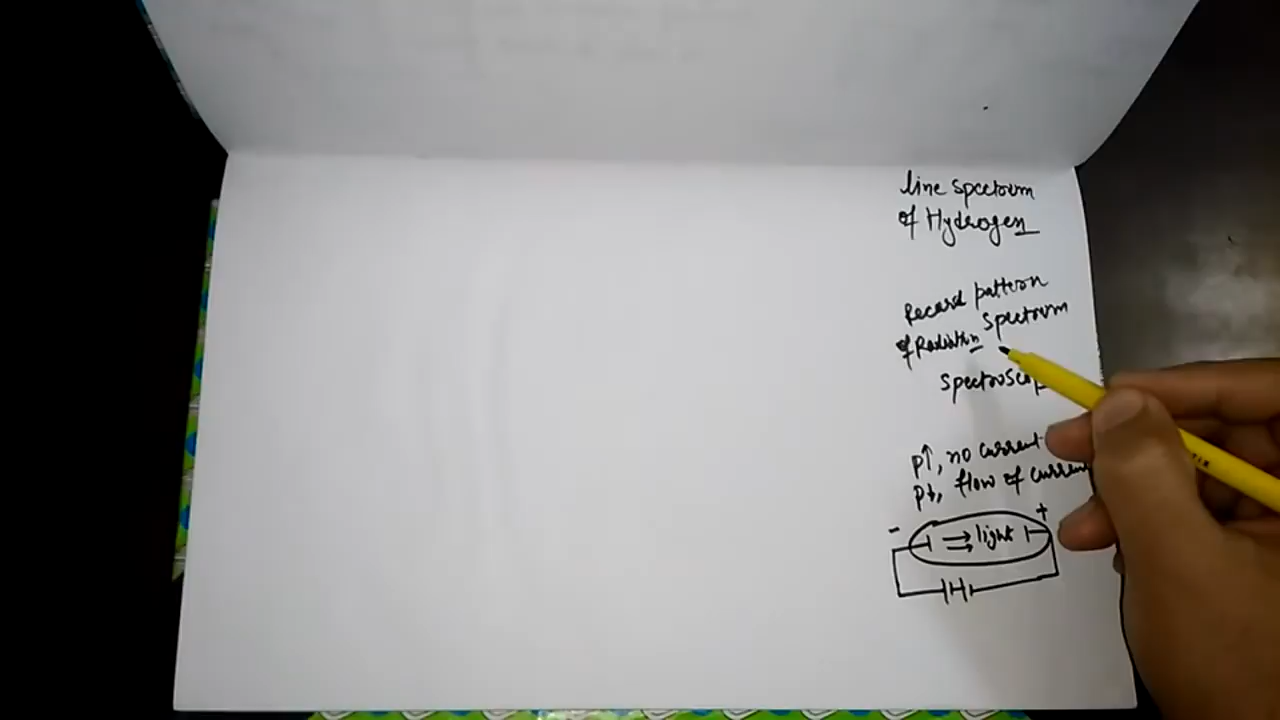 line spectrum
of Hydrogen
Record pattern
of Radiation spectrum
spectroscop
p↑, no current
p↓, flow of current
- +
light